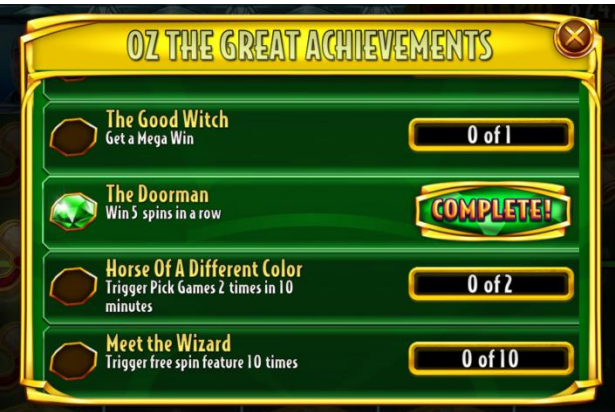 OZ THE GREAT ACHIEVEMENTS
The Good Witch
Get a Mega Win
0 of 1
The Doorman
Win 5 spins in a row
COMPLETE!
Horse Of A Different Color
Trigger Pick Games 2 times in 10
minutes
0 of 2
Meet the Wizard
Trigger free spin feature 10 times
0 of 10